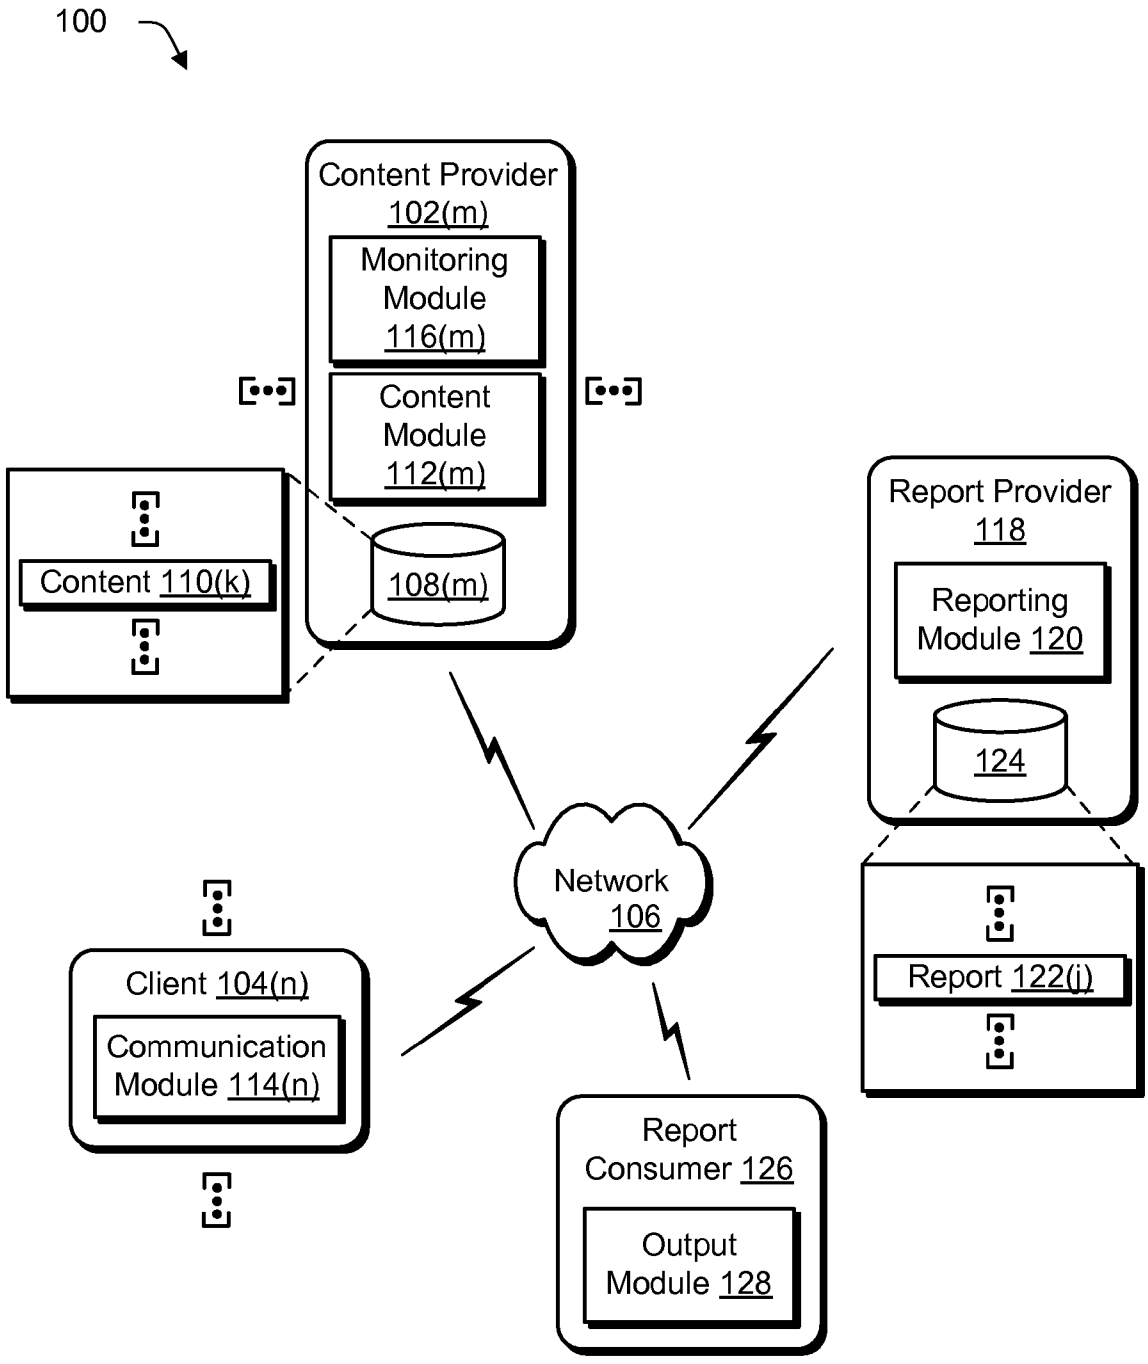 100
Content Provider
102(m)
Monitoring
Module
116(m)
Content
Module
112(m)
108(m)
Content 110(k)
Report Provider
118
Reporting
Module 120
124
Report 122(j)
Network
106
Client 104(n)
Communication
Module 114(n)
Report
Consumer 126
Output
Module 128